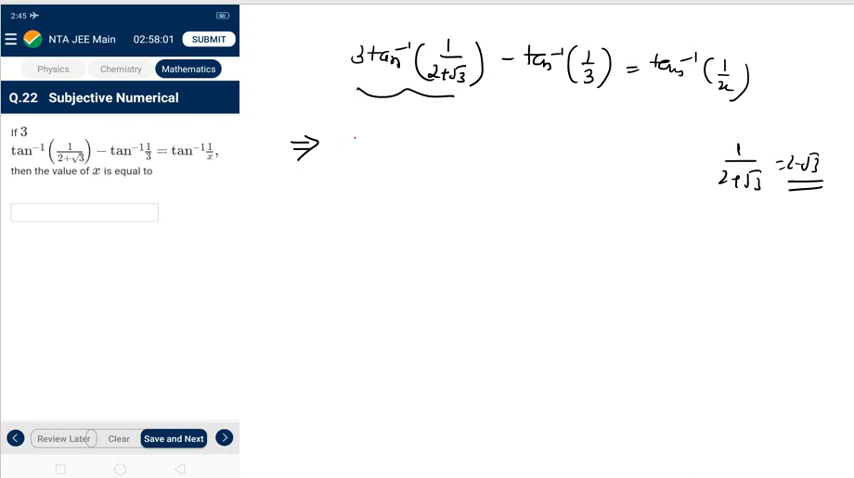 2:45
NTA JEE Main 02:58:01 SUBMIT
Physics Chemistry Mathematics
Q.22 Subjective Numerical
If 3
tan⁻¹(1/(2+√3)) − tan⁻¹ 1/3 = tan⁻¹ 1/x,
then the value of x is equal to
Review Later Clear Save and Next
3tan⁻¹(1/(2+√3)) − tan⁻¹(1/3) = tan⁻¹(1/x)
⇒
1/(2+√3) = 2-√3